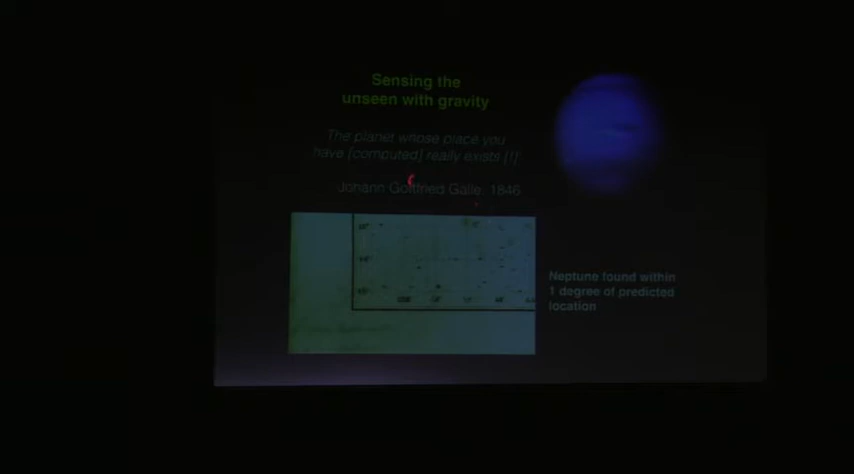 Sensing the
unseen with gravity
The planet whose place you
have [computed] really exists [!]
Johann Gottfried Galle, 1846
Neptune found within
1 degree of predicted
location